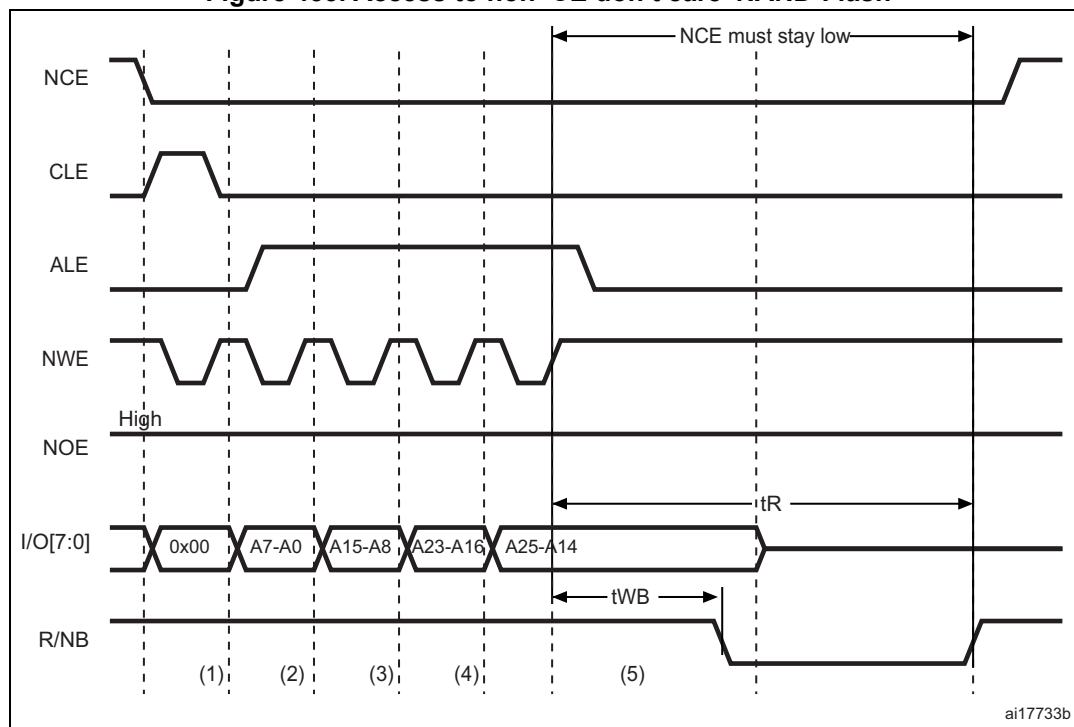 NCE must stay low
NCE
CLE
ALE
NWE
High
NOE
tR
I/O[7:0]
0x00
A7-A0
A15-A8
A23-A16
A25-A14
tWB
R/NB
(1)
(2)
(3)
(4)
(5)
ai17733b